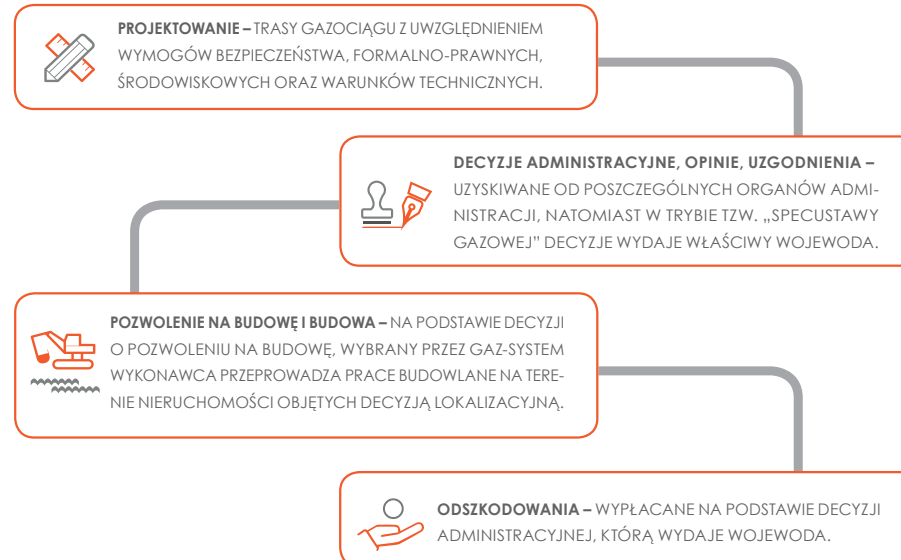 PROJEKTOWANIE – TRASY GAZOCIĄGU Z UWZGLĘDNIENIEM
WYMOGÓW BEZPIECZEŃSTWA, FORMALNO-PRAWNYCH,
ŚRODOWISKOWYCH ORAZ WARUNKÓW TECHNICZNYCH.
DECYZJE ADMINISTRACYJNE, OPINIE, UZGODNIENIA –
UZYSKIWANE OD POSZCZEGÓLNYCH ORGANÓW ADMI-
NISTRACJI, NATOMIAST W TRYBIE TZW. „SPECUSTAWY
GAZOWEJ” DECYZJE WYDAJE WŁAŚCIWY WOJEWODA.
POZWOLENIE NA BUDOWĘ I BUDOWA – NA PODSTAWIE DECYZJI
O POZWOLENIU NA BUDOWĘ, WYBRANY PRZEZ GAZ-SYSTEM
WYKONAWCA PRZEPROWADZA PRACE BUDOWLANE NA TERE-
NIE NIERUCHOMOŚCI OBJĘTYCH DECYZJĄ LOKALIZACYJNĄ.
ODSZKODOWANIA – WYPŁACANE NA PODSTAWIE DECYZJI
ADMINISTRACYJNEJ, KTÓRĄ WYDAJE WOJEWODA.